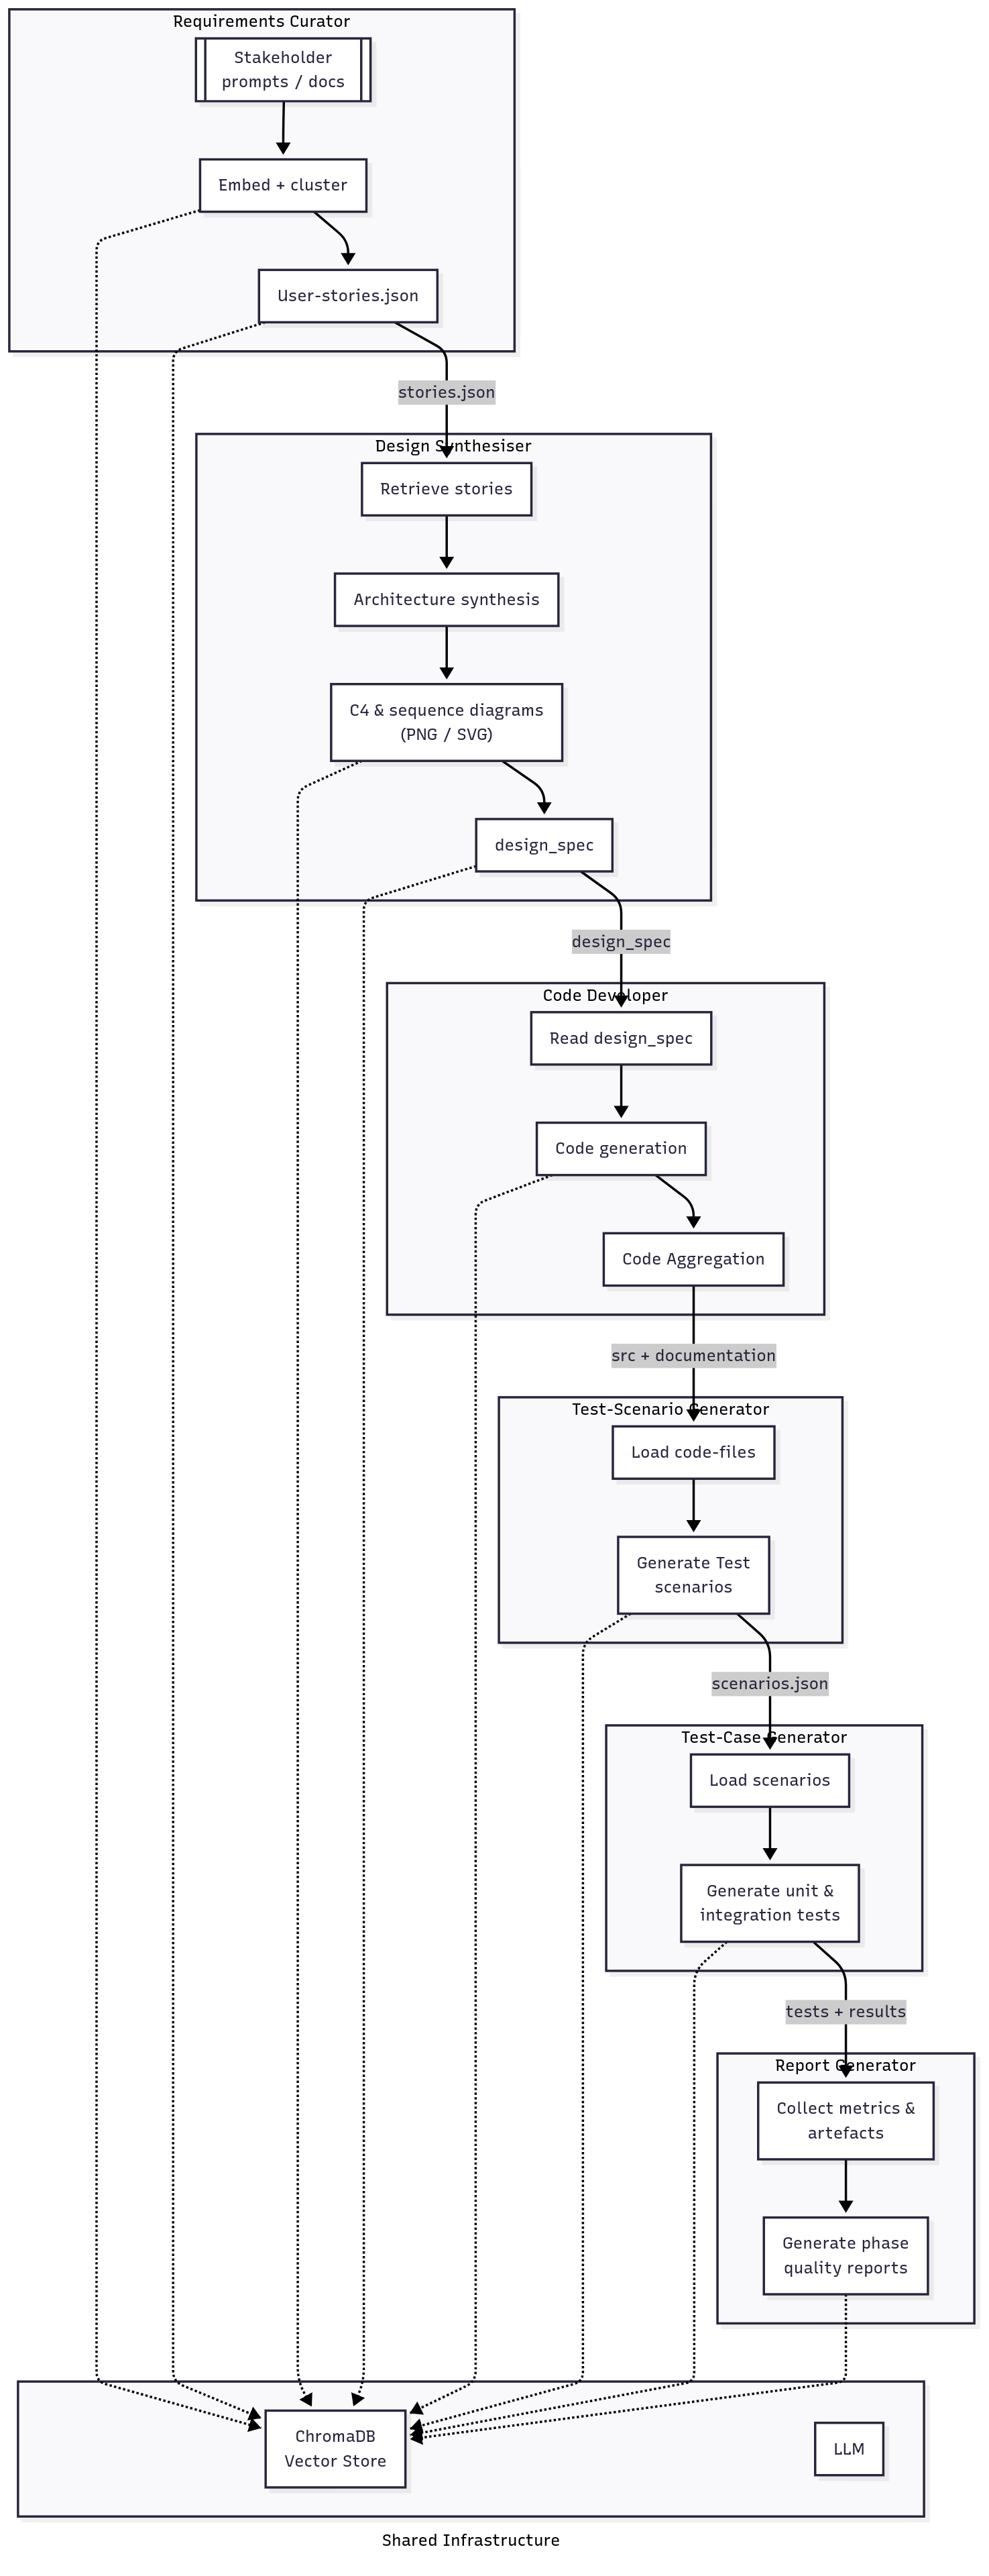 Requirements Curator
Stakeholder
prompts / docs
Embed + cluster
User-stories.json
stories.json
Design Synthesiser
Retrieve stories
Architecture synthesis
C4 & sequence diagrams
(PNG / SVG)
design_spec
design_spec
Code Developer
Read design_spec
Code generation
Code Aggregation
src + documentation
Test-Scenario Generator
Load code-files
Generate Test
scenarios
scenarios.json
Test-Case Generator
Load scenarios
Generate unit &
integration tests
tests + results
Report Generator
Collect metrics &
artefacts
Generate phase
quality reports
ChromaDB
Vector Store
LLM
Shared Infrastructure